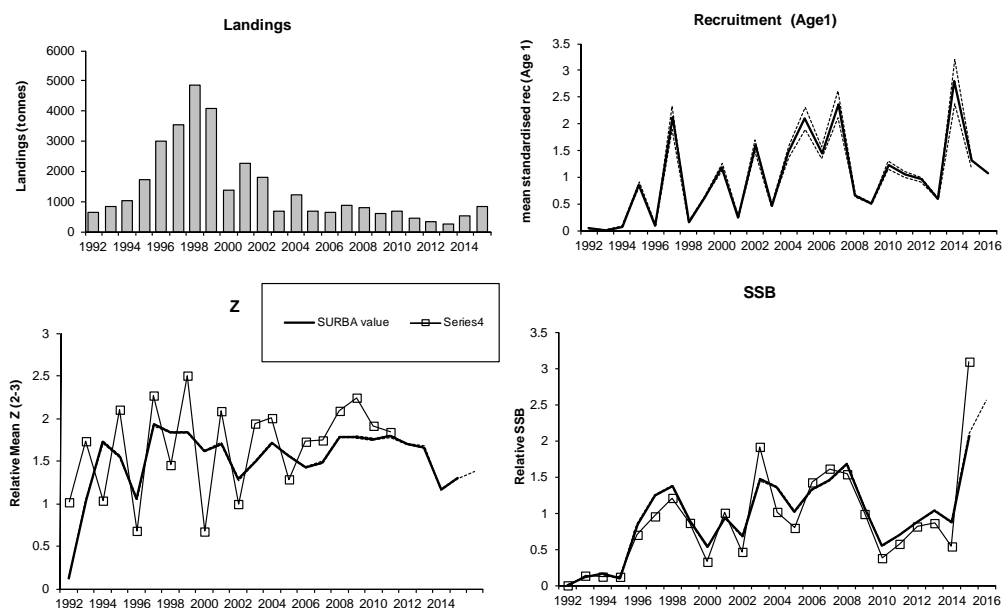 Landings
Landings (tonnes)
6000
5000
4000
3000
2000
1000
0
1992 1994 1996 1998 2000 2002 2004 2006 2008 2010 2012 2014
Recruitment (Age1)
mean standardised rec (Age 1)
3.5
3
2.5
2
1.5
1
0.5
0
1992 1994 1996 1998 2000 2002 2004 2006 2008 2010 2012 2014 2016
Z
SURBA value Series4
Relative Mean Z (2-3)
3
2.5
2
1.5
1
0.5
0
1992 1994 1996 1998 2000 2002 2004 2006 2008 2010 2012 2014
SSB
Relative SSB
3.5
3
2.5
2
1.5
1
0.5
0
1992 1994 1996 1998 2000 2002 2004 2006 2008 2010 2012 2014 2016